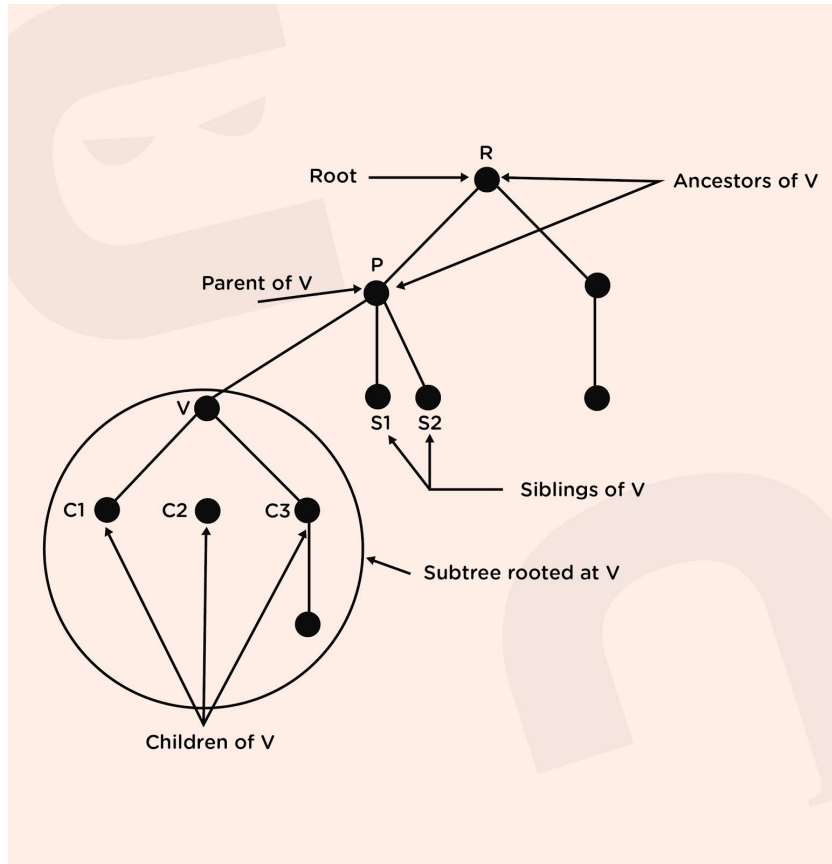 R
Root
Ancestors of V
P
Parent of V
V
S1
S2
Siblings of V
C1
C2
C3
Subtree rooted at V
Children of V